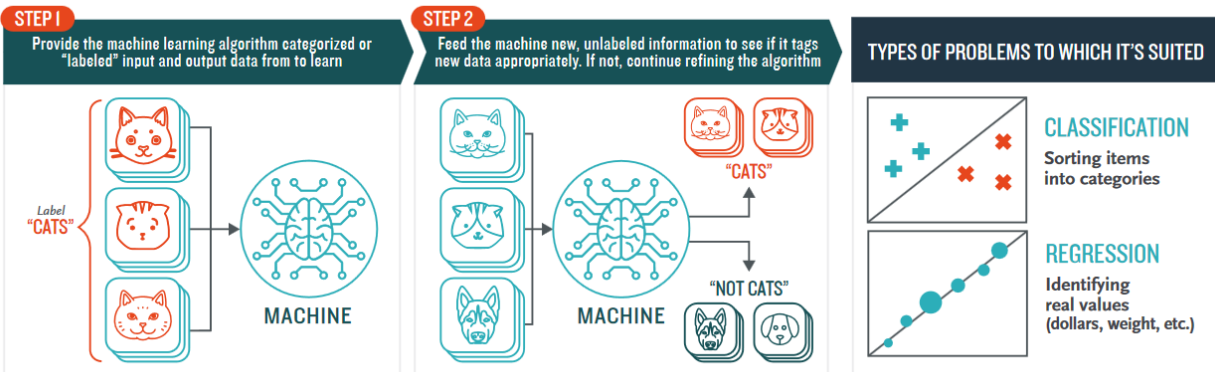 STEP 1
Provide the machine learning algorithm categorized or
“labeled” input and output data from to learn
Label
“CATS”
MACHINE
STEP 2
Feed the machine new, unlabeled information to see if it tags
new data appropriately. If not, continue refining the algorithm
MACHINE
“CATS”
“NOT CATS”
TYPES OF PROBLEMS TO WHICH IT’S SUITED
CLASSIFICATION
Sorting items
into categories
REGRESSION
Identifying
real values
(dollars, weight, etc.)